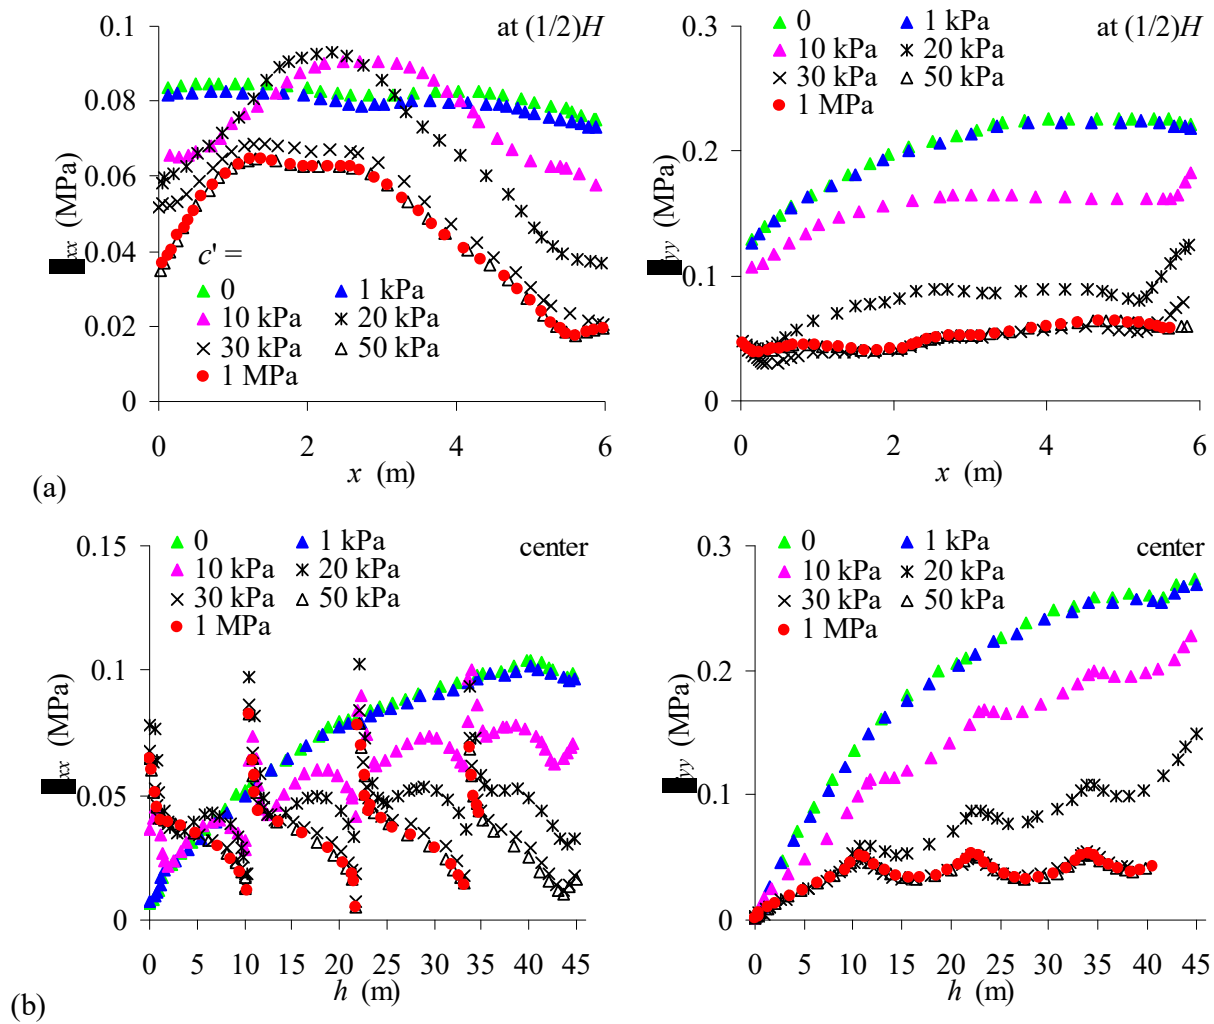 0.1
0.08
0.06
0.04
0.02
0
xx (MPa)
at (1/2)H
c' =
0
1 kPa
10 kPa
20 kPa
30 kPa
50 kPa
1 MPa
0 2 4 6
x (m)
0.3
0.2
0.1
0
yy (MPa)
0
1 kPa
at (1/2)H
10 kPa
20 kPa
30 kPa
50 kPa
1 MPa
0 2 4 6
x (m)
(a)
0.15
0.1
0.05
0
xx (MPa)
0
1 kPa
center
10 kPa
20 kPa
30 kPa
50 kPa
1 MPa
0 5 10 15 20 25 30 35 40 45
h (m)
0.3
0.2
0.1
0
yy (MPa)
0
1 kPa
center
10 kPa
20 kPa
30 kPa
50 kPa
1 MPa
0 5 10 15 20 25 30 35 40 45
h (m)
(b)